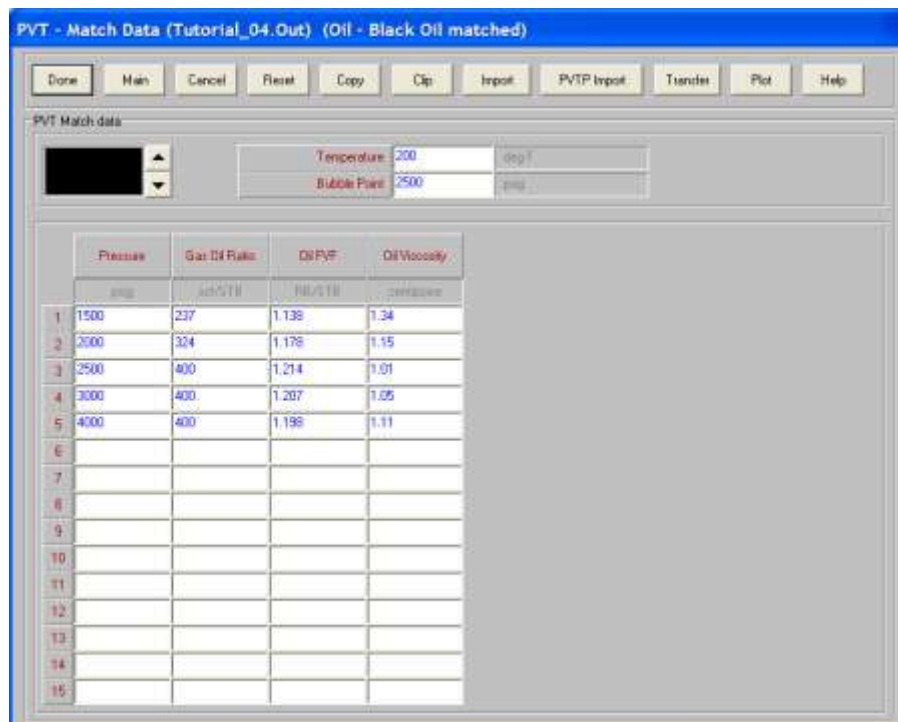 PVT - Match Data (Tutorial_04.Out) (Oil - Black Oil matched)
Done Main Cancel Reset Copy Clip Import PVTP Import Transfer Plot Help
PVT Match data
Temperature 200 degF
Bubble Point 2500 psig
Pressure Gas Oil Ratio Oil FVF Oil Viscosity
psig scf/STB RB/STB centipoise
1 1500 237 1.138 1.34
2 2000 324 1.178 1.15
3 2500 400 1.214 1.01
4 3000 400 1.207 1.05
5 4000 400 1.198 1.11
6
7
8
9
10
11
12
13
14
15